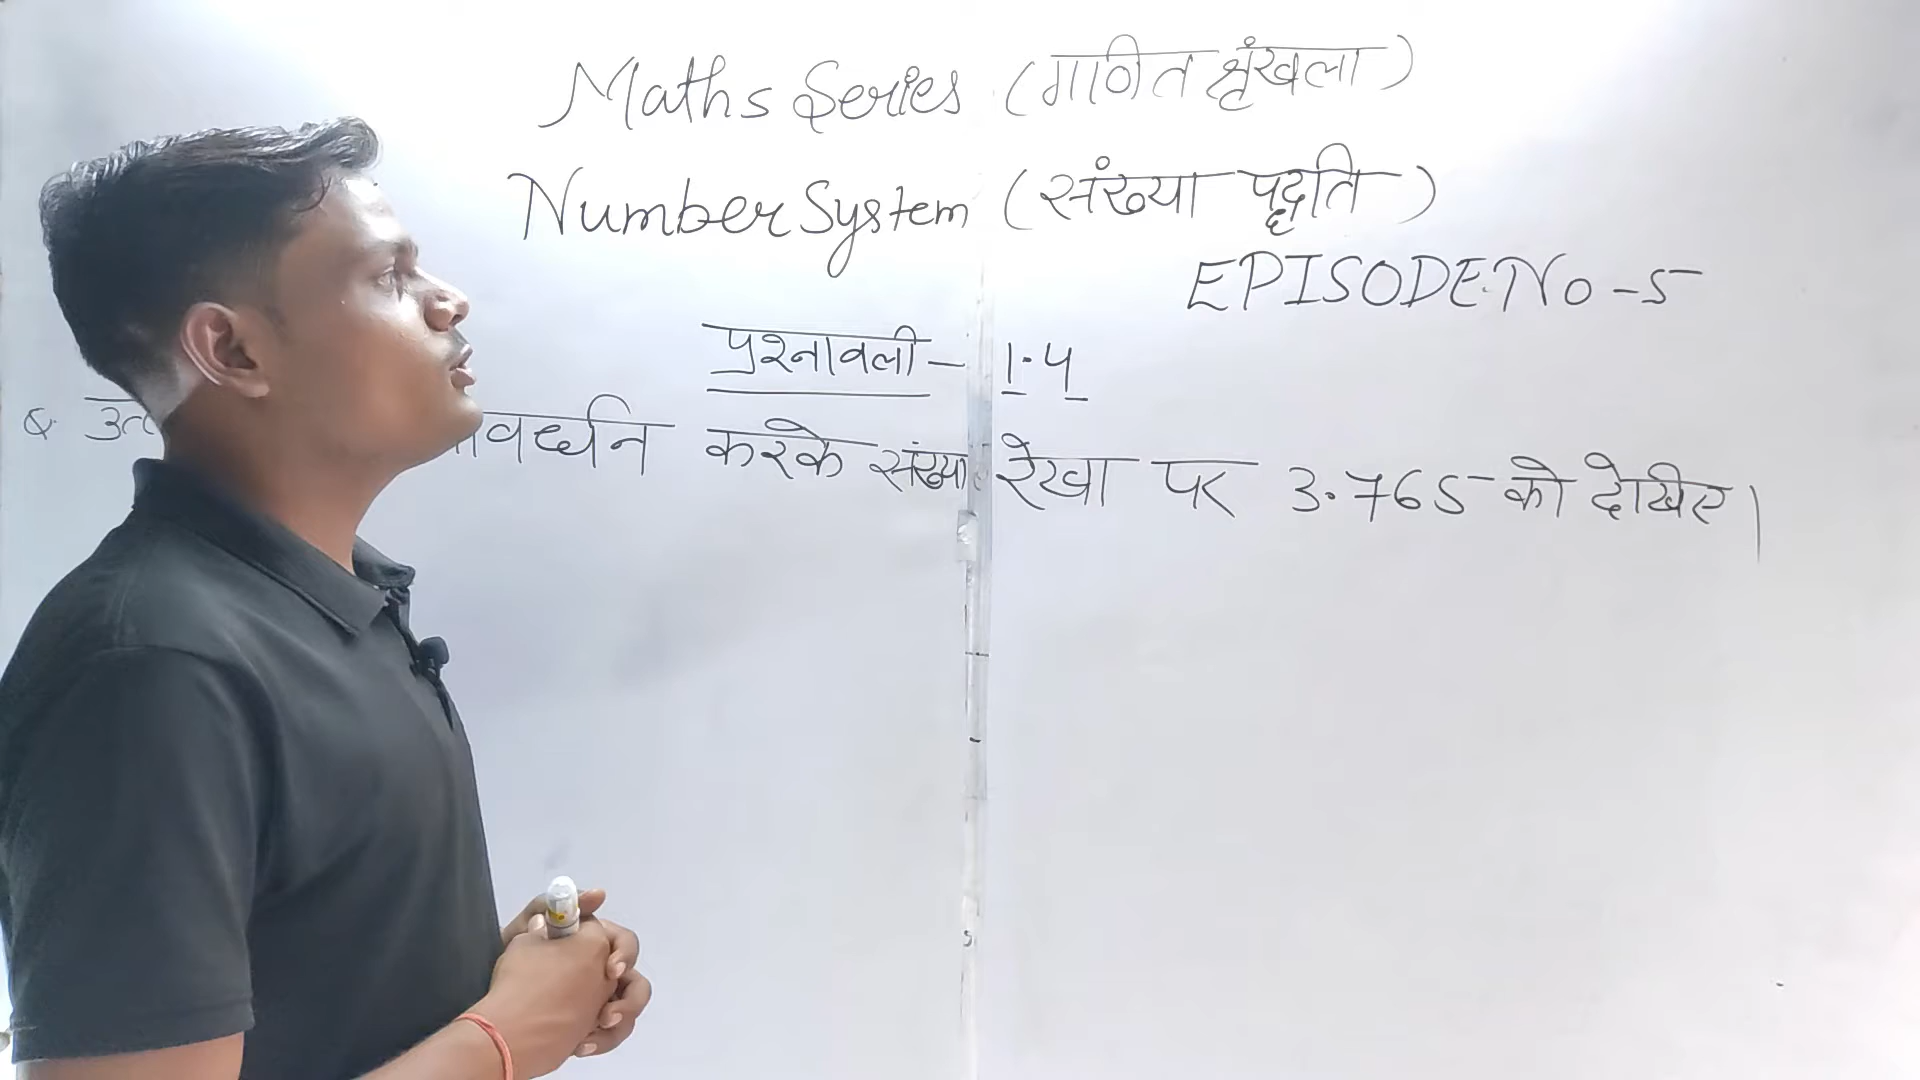 Maths Series (गणित श्रृंखला)
Number System (संख्या पद्धति)
EPISODE.No-5
प्रश्नावली - 1.4
करके संख्या रेखा पर 3.765 को देखिए।